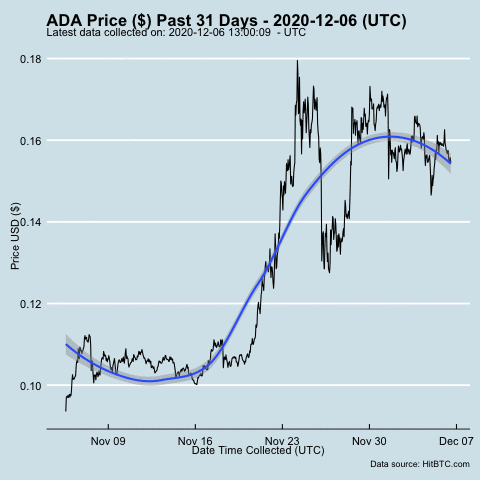 ADA Price ($) Past 31 Days - 2020-12-06 (UTC)
Latest data collected on: 2020-12-06 13:00:09 - UTC
0.18
0.16
0.14
0.12
0.10
Price USD ($)
Nov 09
Nov 16
Nov 23
Nov 30
Dec 07
Date Time Collected (UTC)
Data source: HitBTC.com